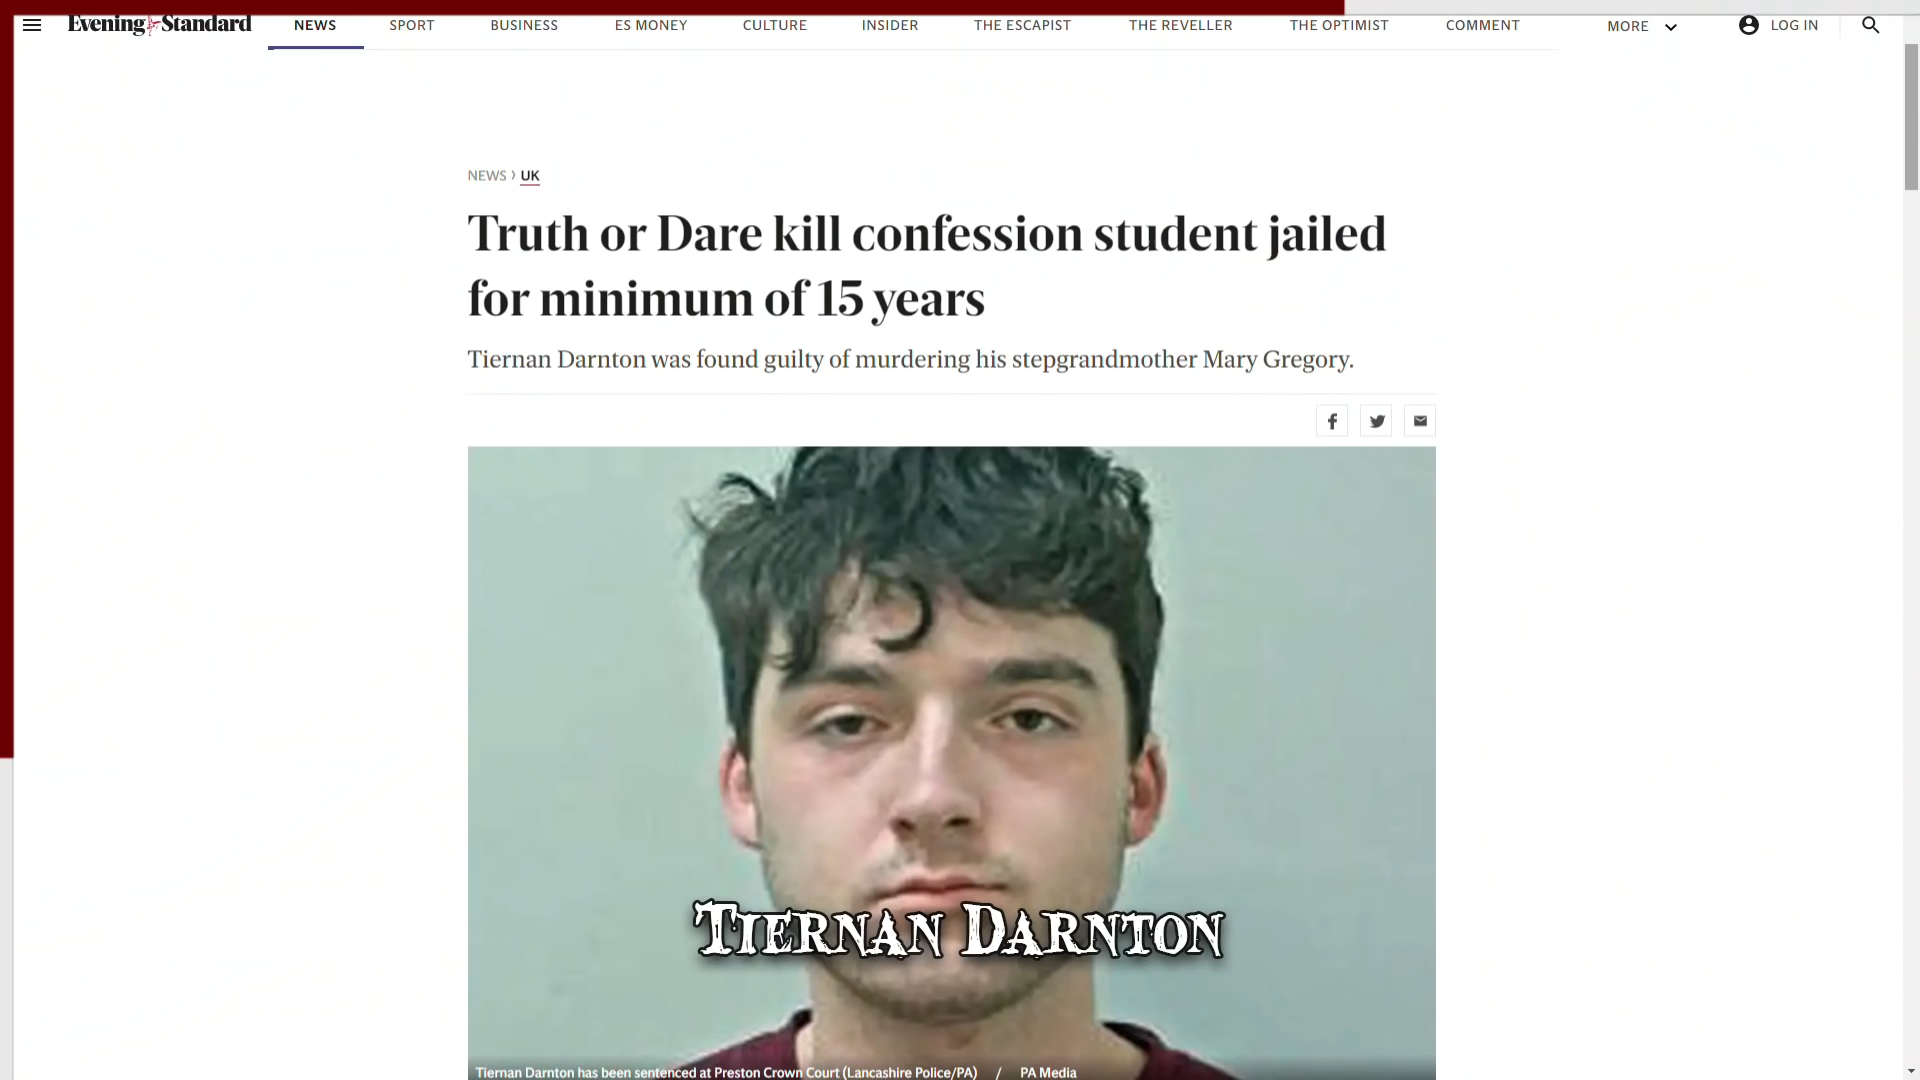 Evening Standard
NEWS SPORT BUSINESS ES MONEY CULTURE INSIDER THE ESCAPIST THE REVELLER THE OPTIMIST COMMENT MORE LOG IN
NEWS › UK
Truth or Dare kill confession student jailed
for minimum of 15 years
Tiernan Darnton was found guilty of murdering his stepgrandmother Mary Gregory.
TIERNAN DARNTON
Tiernan Darnton has been sentenced at Preston Crown Court (Lancashire Police/PA) / PA Media